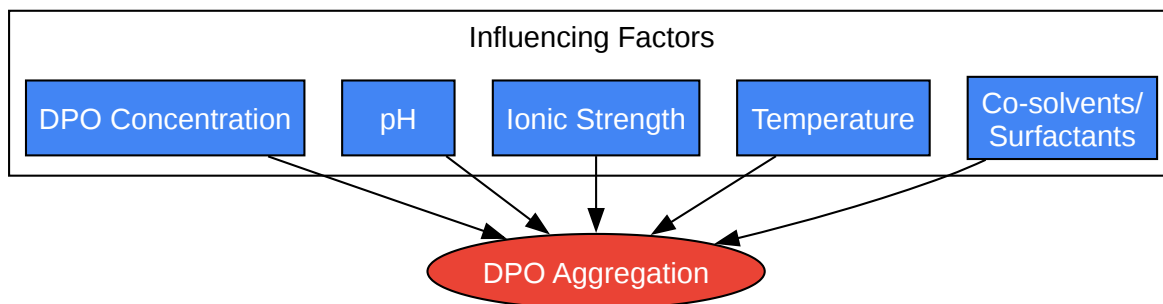 Influencing Factors
DPO Concentration
pH
Ionic Strength
Temperature
Co-solvents/
Surfactants
DPO Aggregation